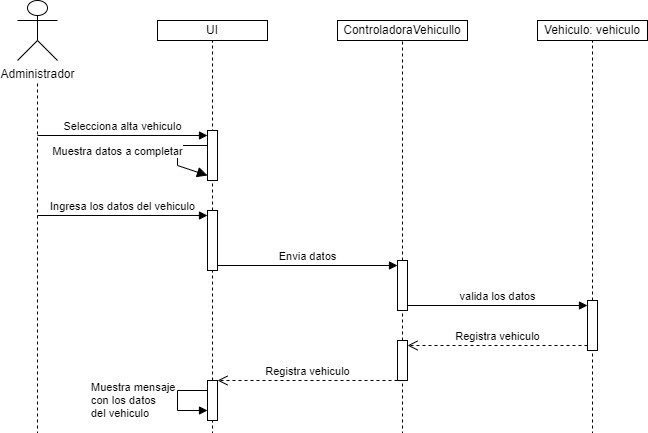 UI
ControladoraVehicullo
Vehiculo: vehiculo
Administrador
Selecciona alta vehiculo
Muestra datos a completar
Ingresa los datos del vehiculo
Envia datos
valida los datos
Registra vehiculo
Registra vehiculo
Muestra mensaje
con los datos
del vehiculo